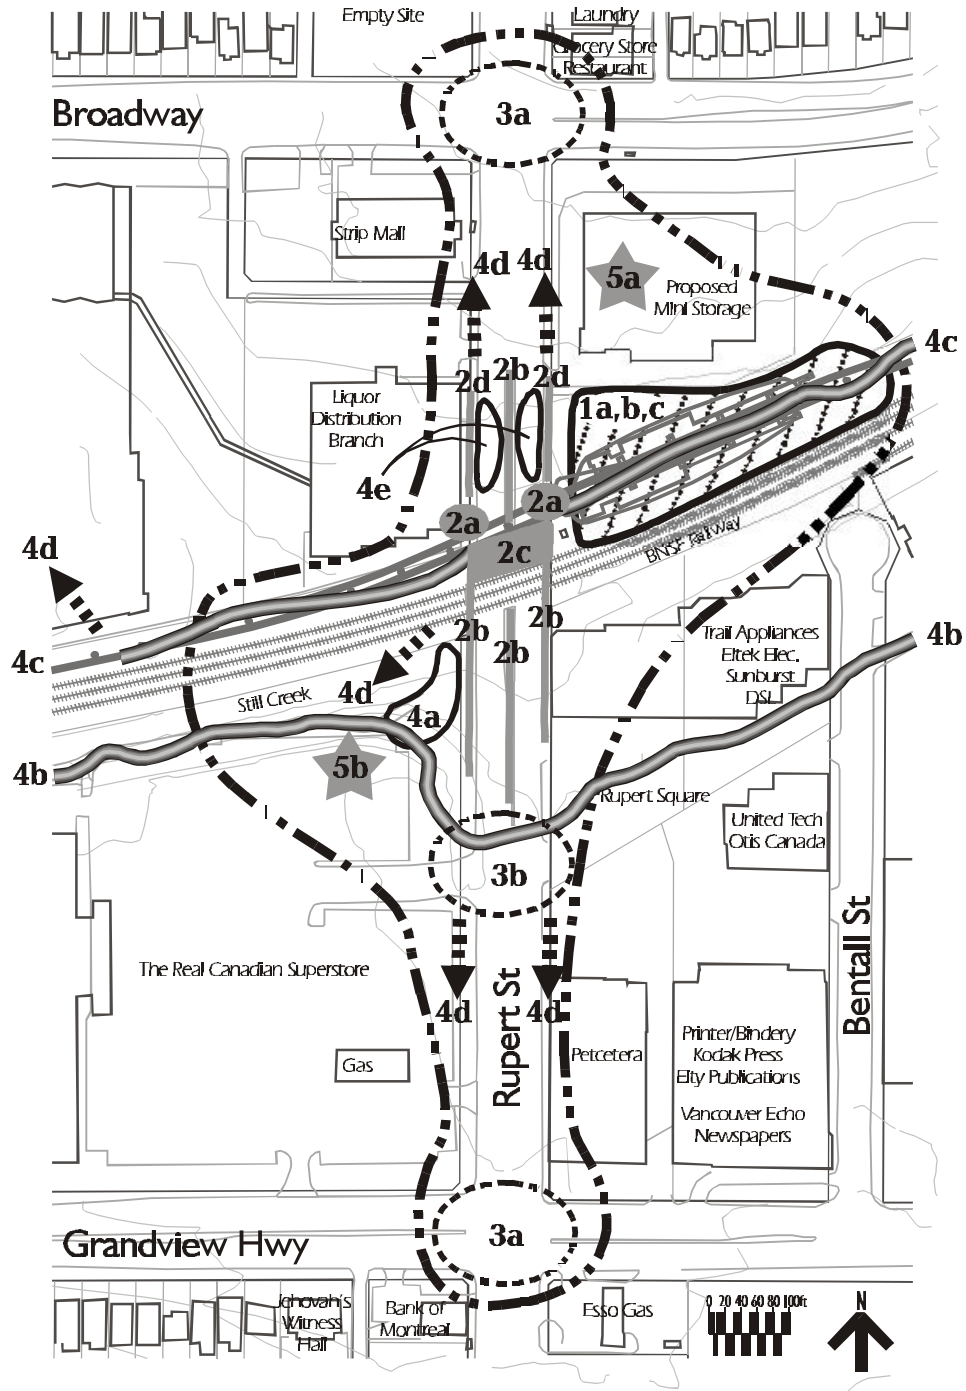 Empty Site
Laundry
Grocery Store
Restaurant
Broadway
3a
Strip Mall
4d 4d
5a
Proposed
Mini Storage
4c
2d 2b 2d
Liquor
Distribution
Branch
1a,b,c
4e
2a
2a
2c
BNSF Railway
4d
4c
2b
2b
2b
Trail Appliances
Eltek Elec.
Sunburst
DSL
4b
Still Creek
4d
4a
4b
5b
Rupert Square
United Tech
Otis Canada
3b
The Real Canadian Superstore
4d
4d
Rupert St
Bentall St
Gas
Petcetera
Printer/Bindery
Kodak Press
Elty Publications
Vancouver Echo
Newspapers
3a
Grandview Hwy
Jehovah's
Witness
Hall
Bank of
Montreal
Esso Gas
0 20 40 60 80 100ft
N